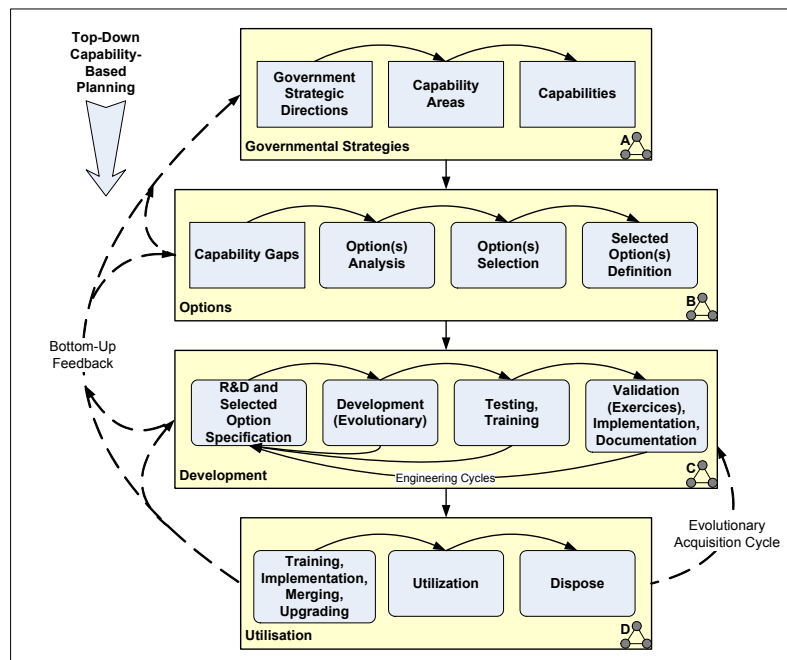 Top-Down
Capability-
Based
Planning
Government
Strategic
Directions
Capability
Areas
Capabilities
Governmental Strategies
A
Capability Gaps
Option(s)
Analysis
Option(s)
Selection
Selected
Option(s)
Definition
Options
B
Bottom-Up
Feedback
R&D and
Selected
Option
Specification
Development
(Evolutionary)
Testing,
Training
Validation
(Exercices),
Implementation,
Documentation
Engineering Cycles
Development
C
Evolutionary
Acquisition Cycle
Training,
Implementation,
Merging,
Upgrading
Utilization
Dispose
Utilisation
D